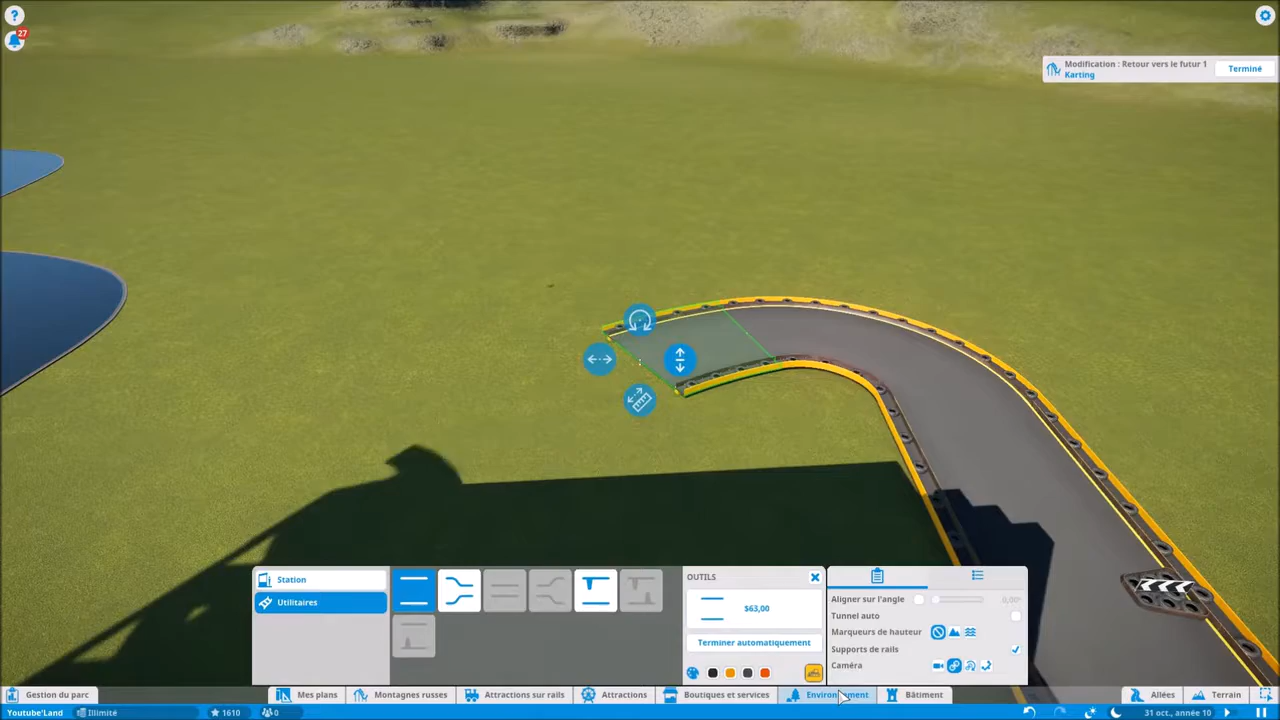 ?
27
Modification : Retour vers le futur 1
Karting
Terminé
Station
Utilitaires
OUTILS
$63,00
Terminer automatiquement
Aligner sur l'angle
Tunnel auto
Marqueurs de hauteur
Supports de rails
Caméra
Gestion du parc
Mes plans
Montagnes russes
Attractions sur rails
Attractions
Boutiques et services
Environnement
Bâtiment
Allées
Terrain
Youtube'Land
Illimité
1610
0
31 oct., année 10